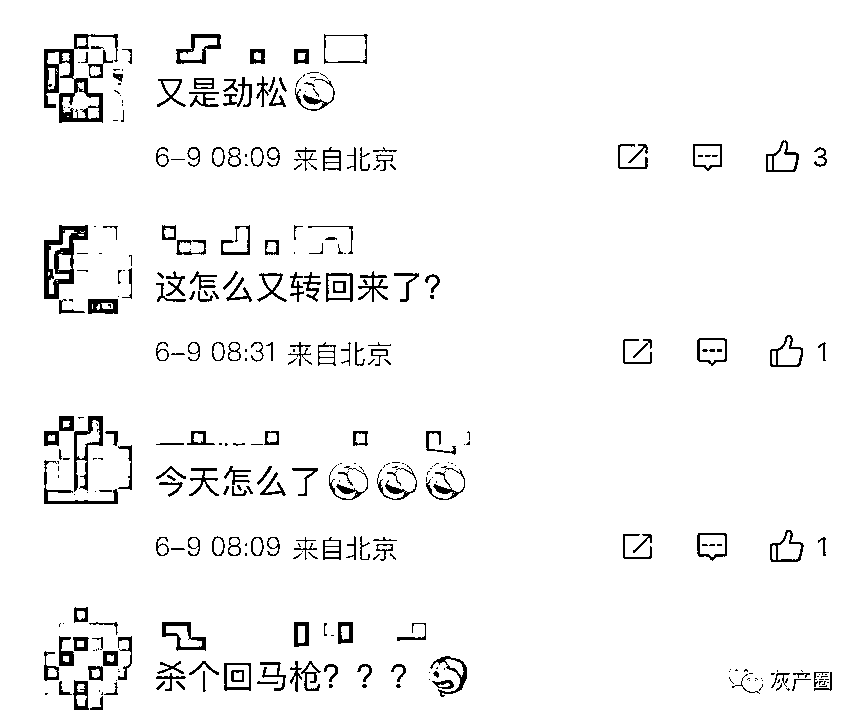 又是劲松
6-9 08:09 来自北京
3
这怎么又转回来了?
6-9 08:31 来自北京
1
今天怎么了
6-9 08:09 来自北京
1
杀个回马枪? ? ?
灰产圈